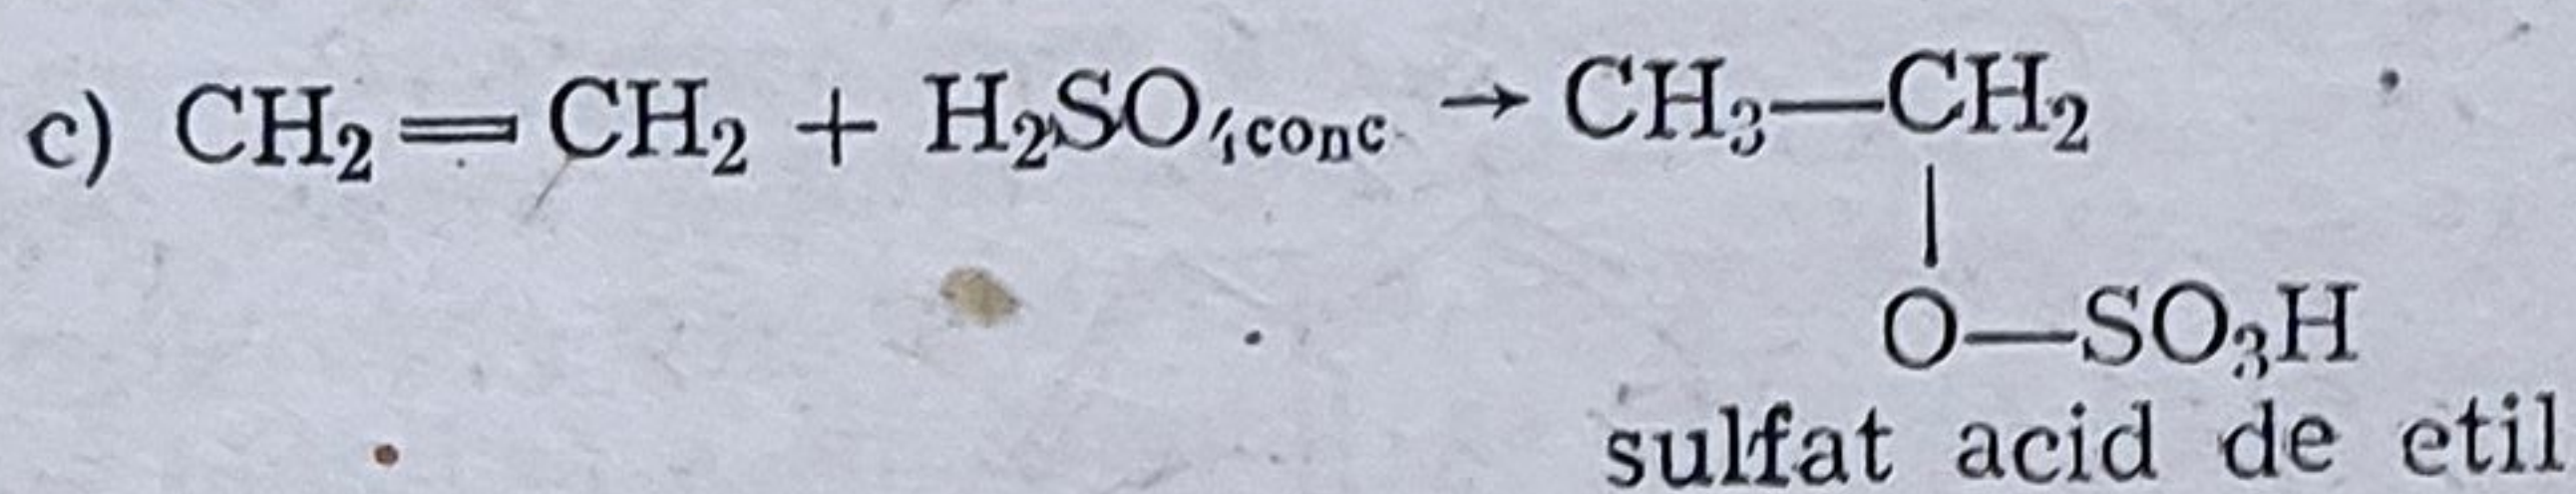 c) CH₂=CH₂ + H₂SO₄conc. → CH₃—CH₂
|
O—SO₃H
sulfat acid de etil